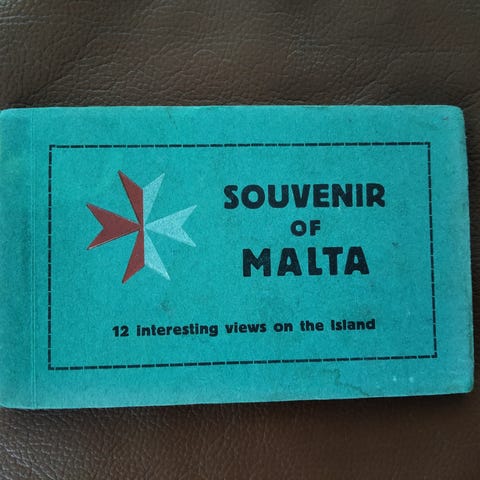 SOUVENIR
OF
MALTA
12 interesting views on the Island